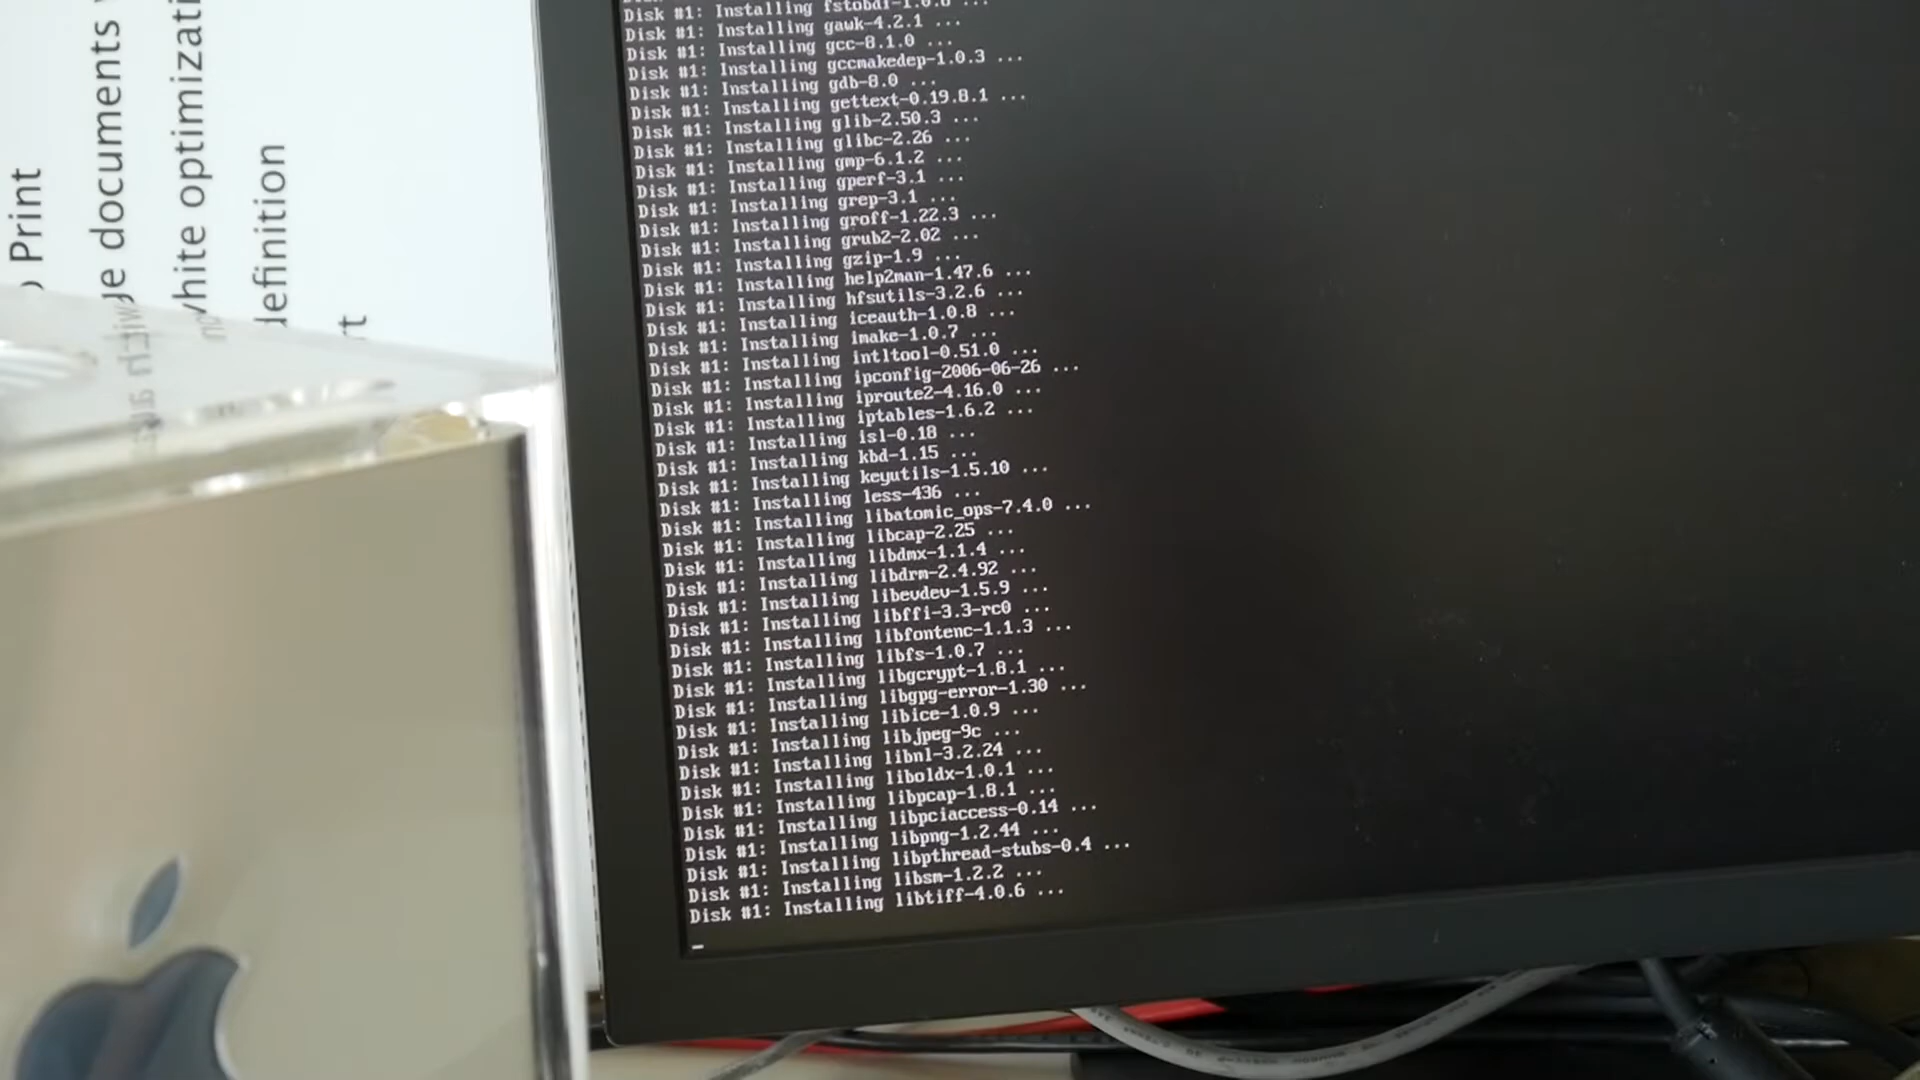 Print
e documents
white optimizati
definition
rt
Disk #1: Installing
Disk #1: Installing gawk-4.2.1 ...
Disk #1: Installing gcc-8.1.0 ...
Disk #1: Installing gccmakedep-1.0.3 ...
Disk #1: Installing gdb-8.0 ...
Disk #1: Installing gettext-0.19.8.1 ...
Disk #1: Installing glib-2.50.3 ...
Disk #1: Installing glibc-2.26 ...
Disk #1: Installing gmp-6.1.2 ...
Disk #1: Installing gperf-3.1 ...
Disk #1: Installing grep-3.1 ...
Disk #1: Installing groff-1.22.3 ...
Disk #1: Installing grub2-2.02 ...
Disk #1: Installing gzip-1.9 ...
Disk #1: Installing help2man-1.47.6 ...
Disk #1: Installing hfsutils-3.2.6 ...
Disk #1: Installing iceauth-1.0.8 ...
Disk #1: Installing imake-1.0.7 ...
Disk #1: Installing intltool-0.51.0 ...
Disk #1: Installing ipconfig-2006-06-26 ...
Disk #1: Installing iproute2-4.16.0 ...
Disk #1: Installing iptables-1.6.2 ...
Disk #1: Installing isl-0.18 ...
Disk #1: Installing kbd-1.15 ...
Disk #1: Installing keyutils-1.5.10 ...
Disk #1: Installing less-436 ...
Disk #1: Installing libatomic_ops-7.4.0 ...
Disk #1: Installing libcap-2.25 ...
Disk #1: Installing libdmx-1.1.4 ...
Disk #1: Installing libdrm-2.4.92 ...
Disk #1: Installing libevdev-1.5.9 ...
Disk #1: Installing libffi-3.3-rc0 ...
Disk #1: Installing libfontenc-1.1.3 ...
Disk #1: Installing libfs-1.0.7 ...
Disk #1: Installing libgcrypt-1.8.1 ...
Disk #1: Installing libgpg-error-1.30 ...
Disk #1: Installing libice-1.0.9 ...
Disk #1: Installing libjpeg-9c ...
Disk #1: Installing libnl-3.2.24 ...
Disk #1: Installing liboldx-1.0.1 ...
Disk #1: Installing libpcap-1.8.1 ...
Disk #1: Installing libpciaccess-0.14 ...
Disk #1: Installing libpng-1.2.44 ...
Disk #1: Installing libpthread-stubs-0.4 ...
Disk #1: Installing libsm-1.2.2 ...
Disk #1: Installing libtiff-4.0.6 ...